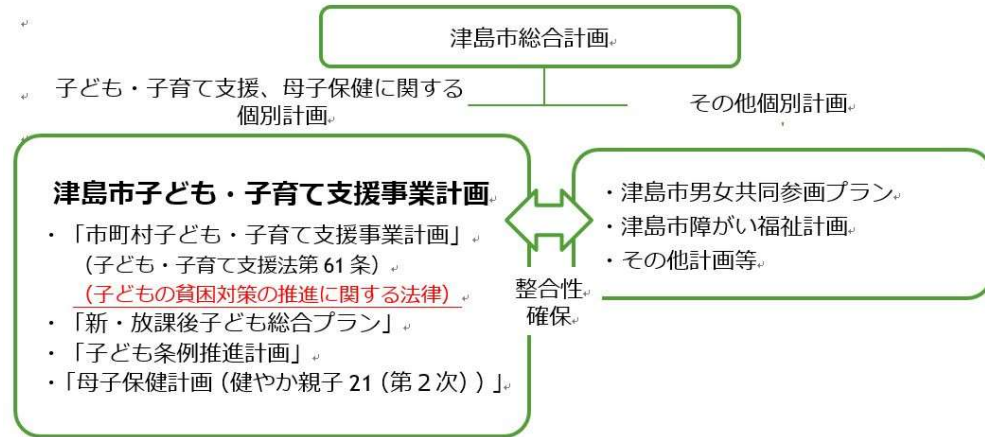 津島市総合計画
子ども・子育て支援、母子保健に関する
個別計画
その他個別計画
津島市子ども・子育て支援事業計画
・「市町村子ども・子育て支援事業計画」
（子ども・子育て支援法第 61 条）
（子どもの貧困対策の推進に関する法律）
・「新・放課後子ども総合プラン」
・「子ども条例推進計画」
・「母子保健計画（健やか親子 21（第２次））」
整合性
確保
・津島市男女共同参画プラン
・津島市障がい福祉計画
・その他計画等